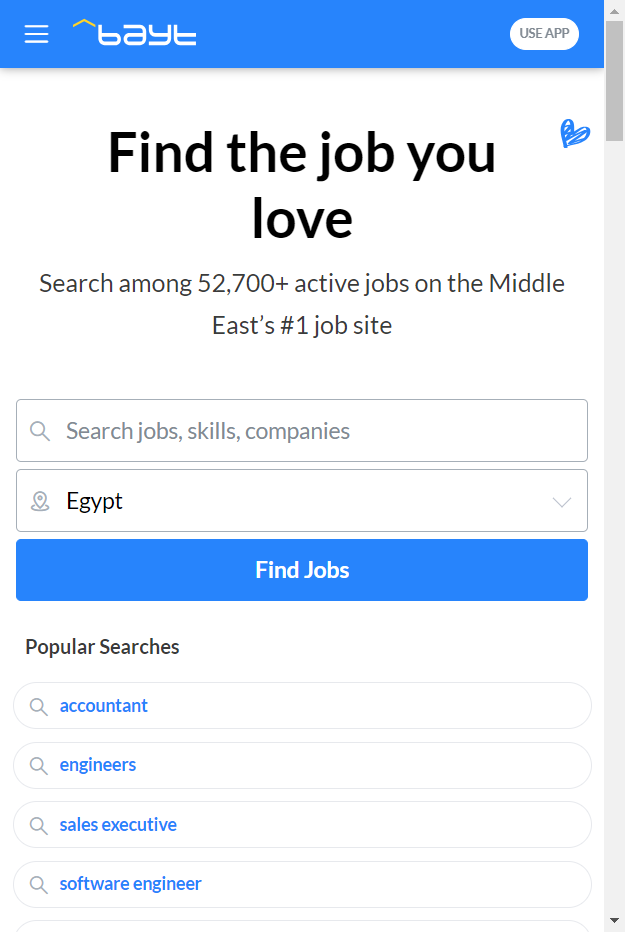 bayt
USE APP
Find the job you
love
Search among 52,700+ active jobs on the Middle
East’s #1 job site
Search jobs, skills, companies
Egypt
Find Jobs
Popular Searches
accountant
engineers
sales executive
software engineer